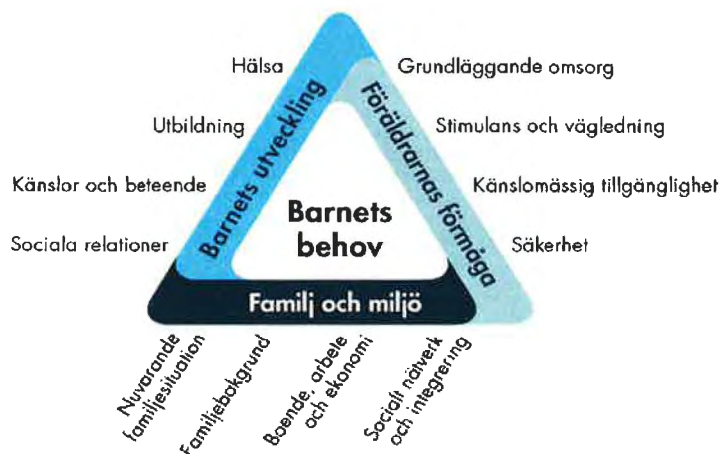 Hälsa
Utbildning
Känslor och beteende
Sociala relationer
Barnets utveckling
Grundläggande omsorg
Stimulans och vägledning
Känslomässig tillgänglighet
Säkerhet
Föräldrarnas förmåga
Barnets
behov
Familj och miljö
Nuvarande
familjesituation
Familjebakgrund
Boende, arbete
och ekonomi
Socialt nätverk
och integrering